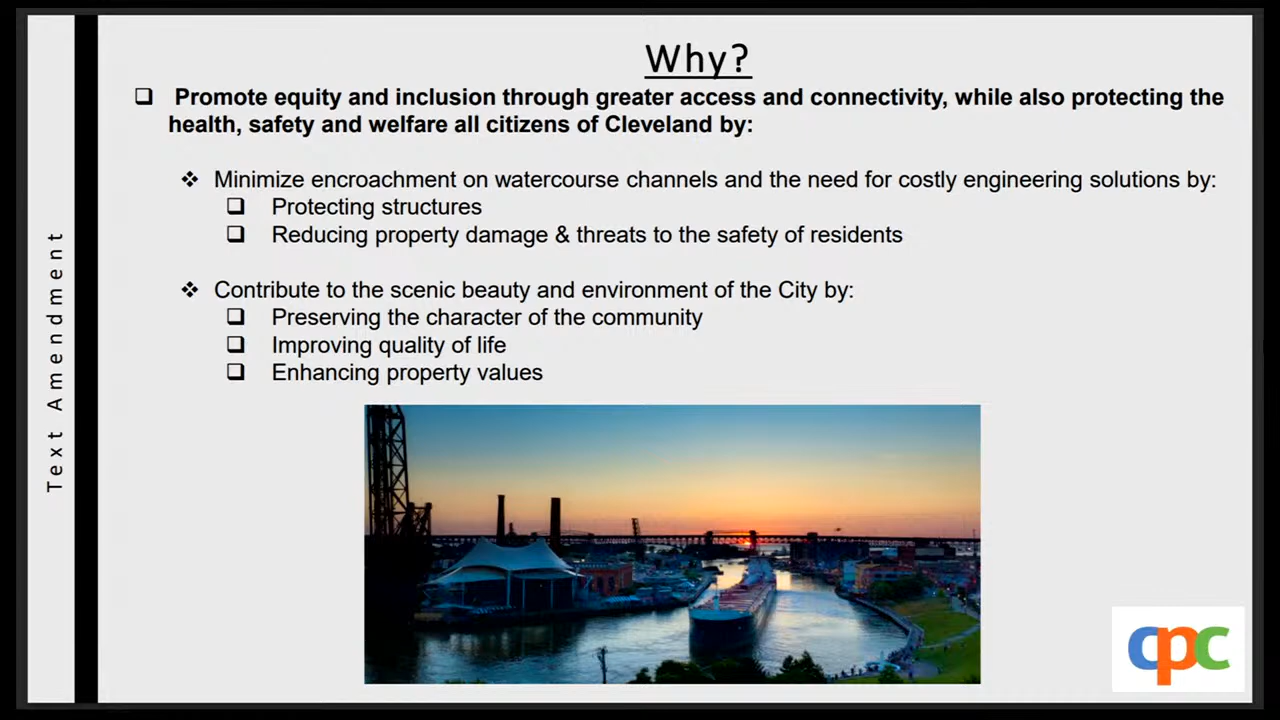 Why?
❑ Promote equity and inclusion through greater access and connectivity, while also protecting the
health, safety and welfare all citizens of Cleveland by:
❖ Minimize encroachment on watercourse channels and the need for costly engineering solutions by:
❑ Protecting structures
❑ Reducing property damage & threats to the safety of residents
❖ Contribute to the scenic beauty and environment of the City by:
❑ Preserving the character of the community
❑ Improving quality of life
❑ Enhancing property values
Text Amendment
cpc